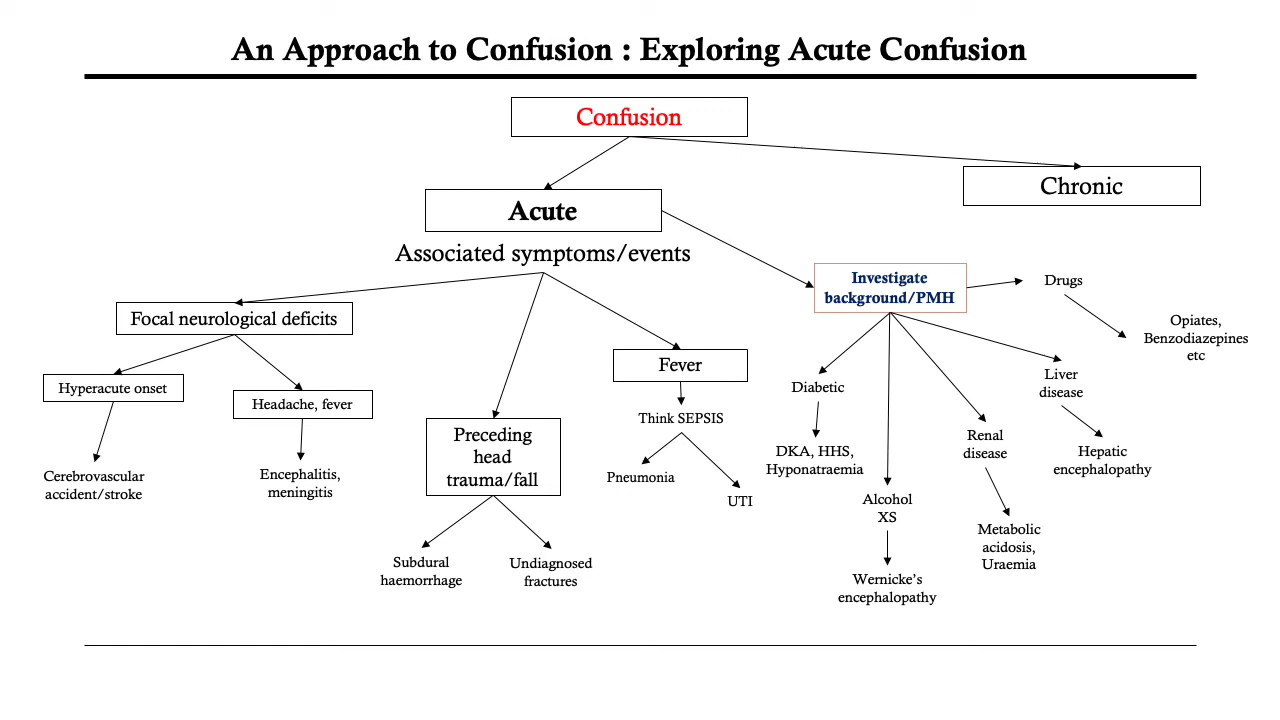 An Approach to Confusion : Exploring Acute Confusion
Confusion
Chronic
Acute
Associated symptoms/events
Investigate
background/PMH
Drugs
Opiates,
Benzodiazepines
etc
Focal neurological deficits
Hyperacute onset
Headache, fever
Cerebrovascular
accident/stroke
Encephalitis,
meningitis
Preceding
head
trauma/fall
Subdural
haemorrhage
Undiagnosed
fractures
Fever
Think SEPSIS
Pneumonia
UTI
Diabetic
DKA, HHS,
Hyponatraemia
Alcohol
XS
Wernicke’s
encephalopathy
Renal
disease
Metabolic
acidosis,
Uraemia
Liver
disease
Hepatic
encephalopathy